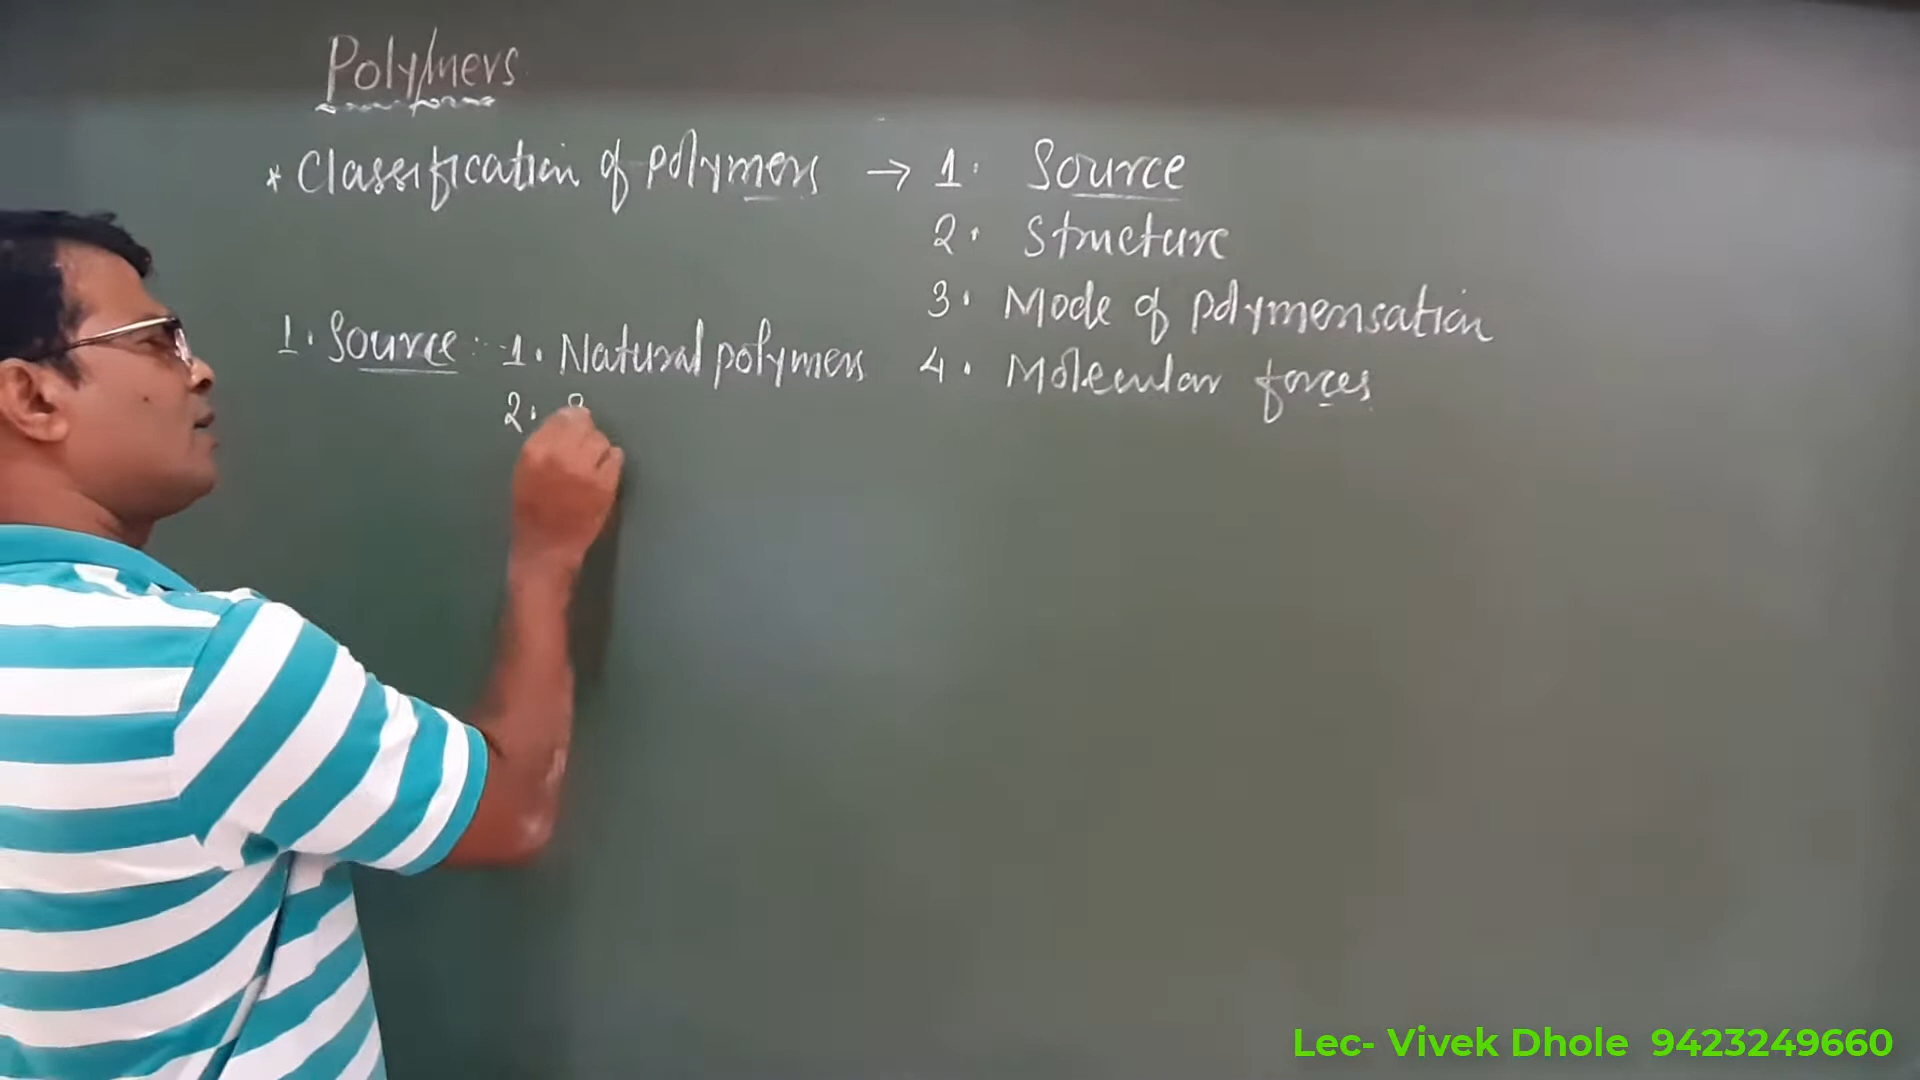 Polymers
* Classification of polymers → 1. Source
2. Structure
3. Mode of polymerisation
4. Molecular forces
1. Source :- 1. Natural polymers
2.
Lec- Vivek Dhole 9423249660